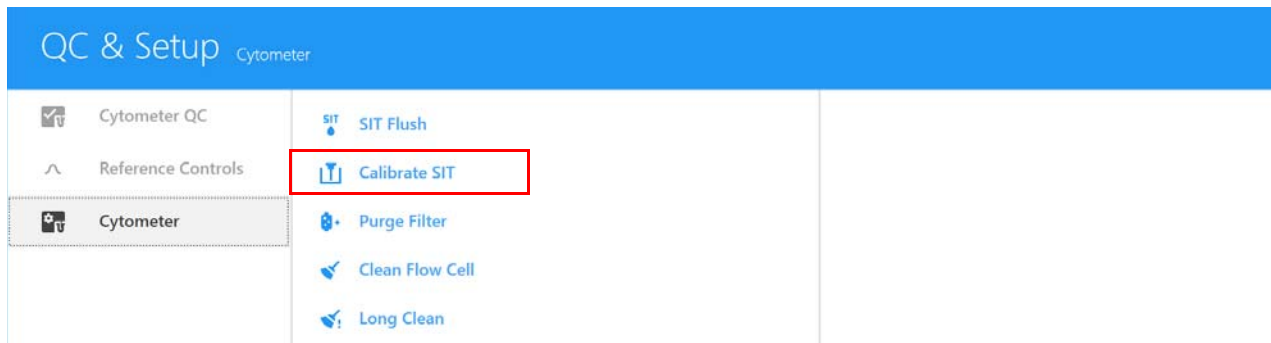 QC & Setup Cytometer
Cytometer QC
Reference Controls
Cytometer
SIT SIT Flush
Calibrate SIT
Purge Filter
Clean Flow Cell
Long Clean